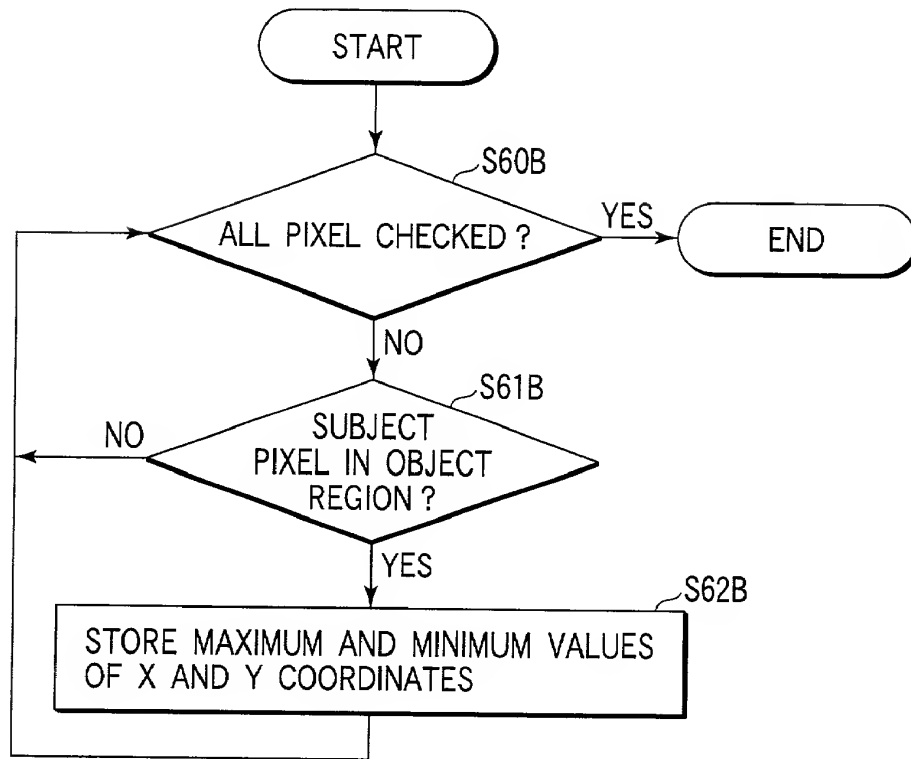 START
S60B
ALL PIXEL CHECKED ?
YES
END
NO
S61B
SUBJECT
PIXEL IN OBJECT
REGION ?
NO
YES
S62B
STORE MAXIMUM AND MINIMUM VALUES
OF X AND Y COORDINATES